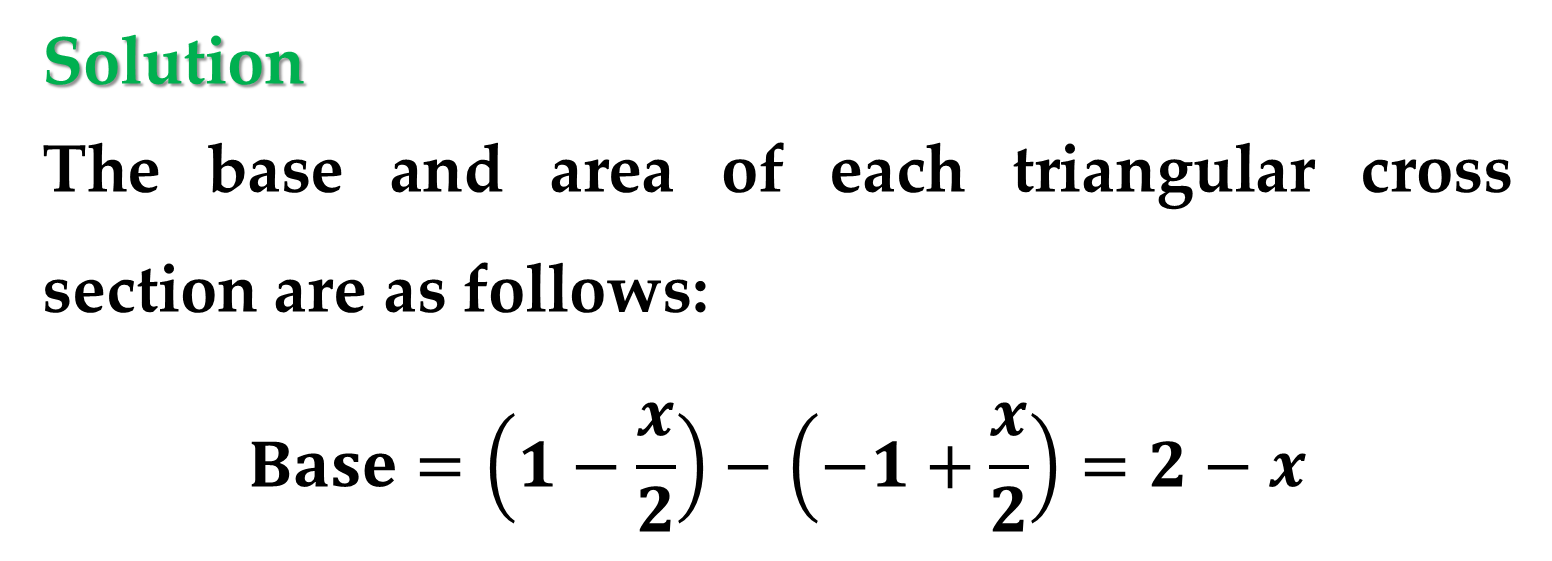 Solution
The base and area of each triangular cross
section are as follows:
Base = (1 − x/2) − (−1 + x/2) = 2 − x